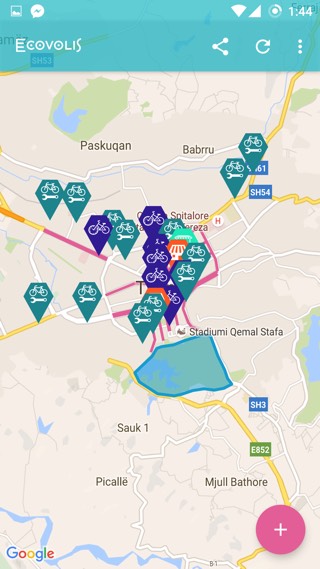 1:44
ECOVOLIS
SH53
Paskuqan
Babrru
SH61
SH54
Spitalore
H
T
Stadiumi Qemal Stafa
SH3
Sauk 1
E852
Picallë
Mjull Bathore
+
Google